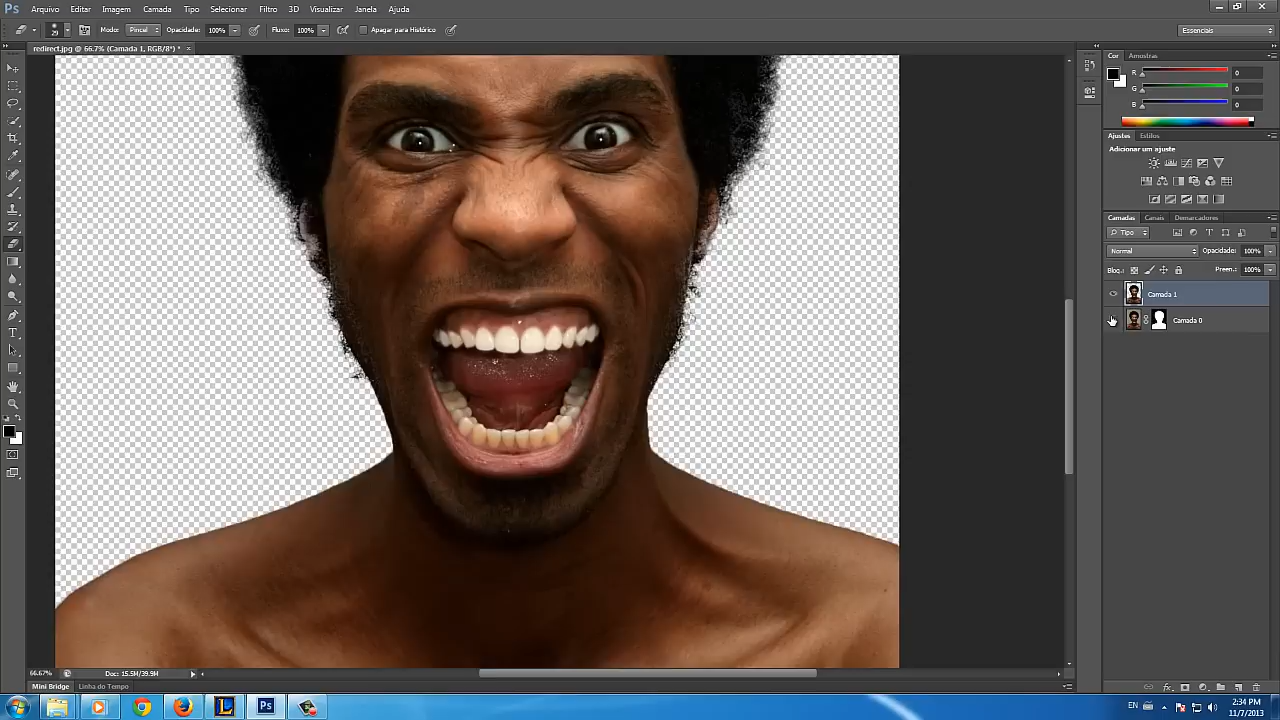 Ps Arquivo Editar Imagem Camada Tipo Selecionar Filtro 3D Visualizar Janela Ajuda
29 Modo: Pincel Opacidade: 100% Fluxo: 100% Apagar para Histórico Essenciais
redirect.jpg @ 66.7% (Camada 1, RGB/8*) * ×
Cor Amostras
R 0
G 0
B 0
Ajustes Estilos
Adicionar um ajuste
Camadas Canais Demarcadores
Tipo
Normal Opacidade: 100%
Bloq.: Preen.: 100%
Camada 1
Camada 0
66.67% Doc: 15.5M/39.9M
Mini Bridge Linha do Tempo
EN 2:34 PM
11/7/2013